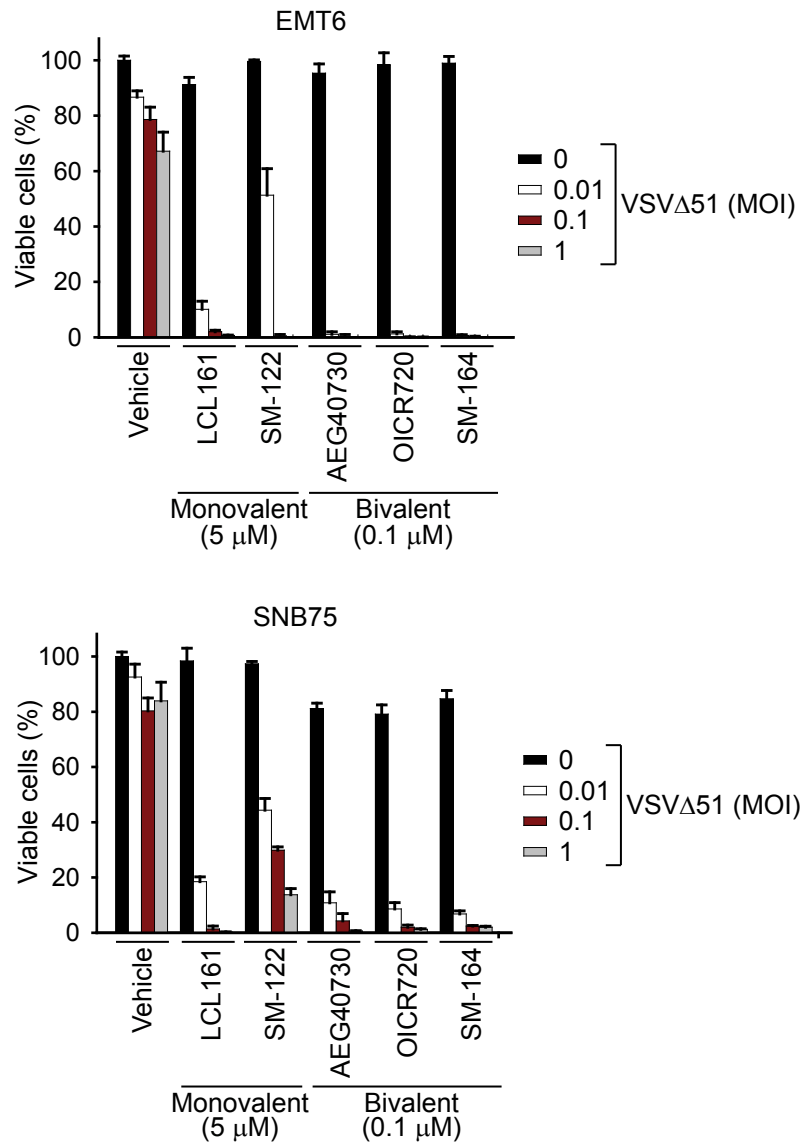 EMT6
Viable cells (%)
100
80
60
40
20
0
0
0.01
0.1
1
VSVΔ51 (MOI)
Vehicle
LCL161
SM-122
AEG40730
OICR720
SM-164
Monovalent
(5 μM)
Bivalent
(0.1 μM)
SNB75
Viable cells (%)
100
80
60
40
20
0
0
0.01
0.1
1
VSVΔ51 (MOI)
Vehicle
LCL161
SM-122
AEG40730
OICR720
SM-164
Monovalent
(5 μM)
Bivalent
(0.1 μM)